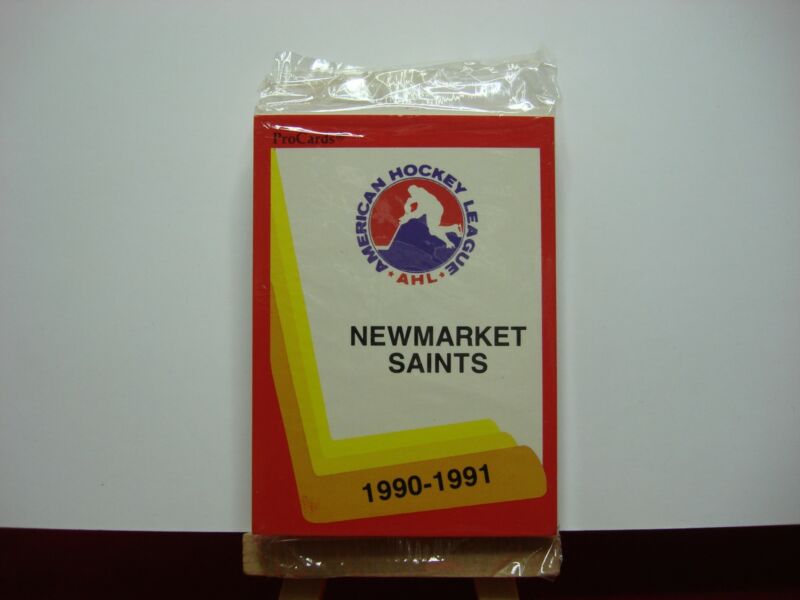 ProCards
AMERICAN HOCKEY LEAGUE
AHL
NEWMARKET
SAINTS
1990-1991